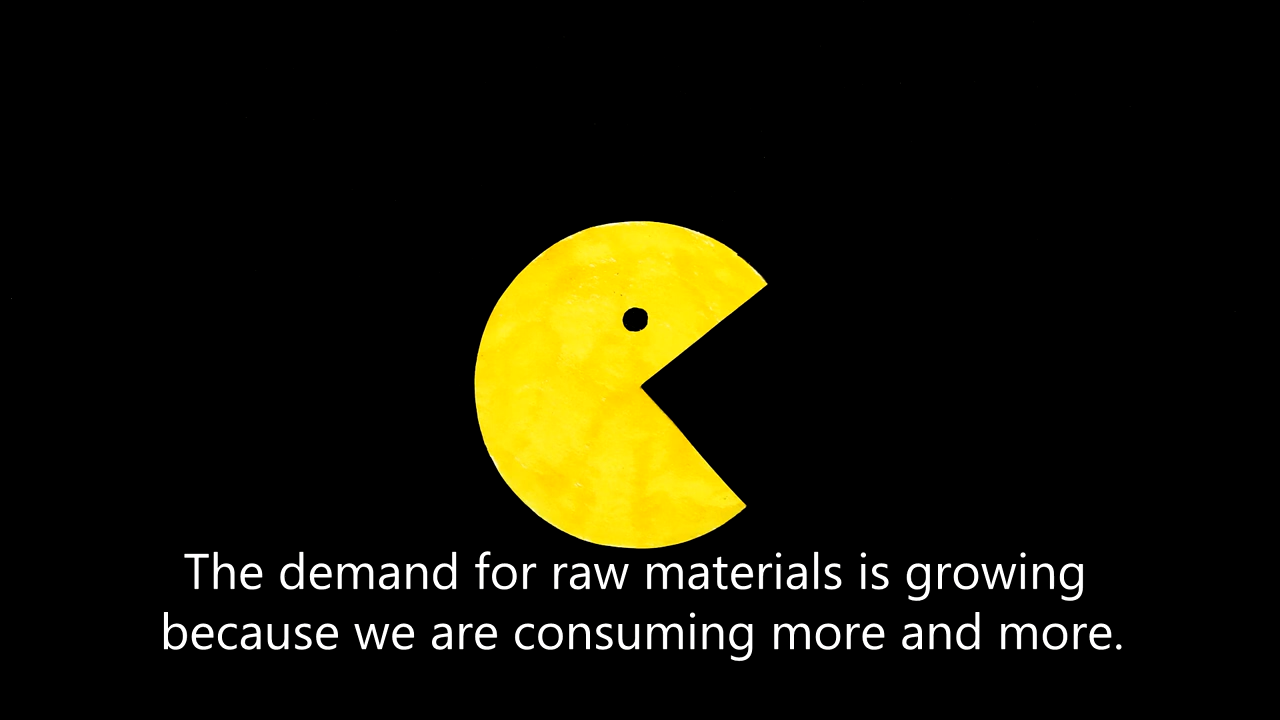 The demand for raw materials is growing
because we are consuming more and more.